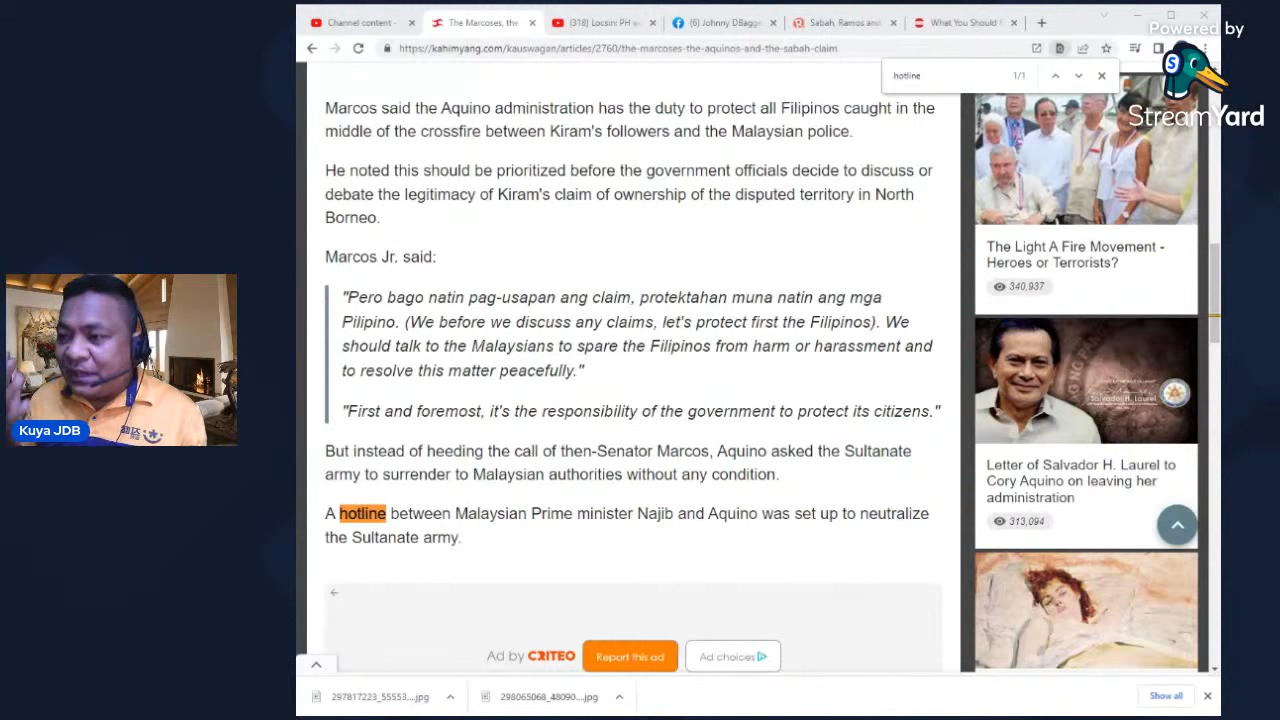 Channel content -
The Marcoses, the
(318) Locsin: PH w
(6) Johnny DBagge
Sabah, Ramos and
What You Should
Powered by
https://kahimyang.com/kauswagan/articles/2760/the-marcoses-the-aquinos-and-the-sabah-claim
hotline
1/1
StreamYard
Marcos said the Aquino administration has the duty to protect all Filipinos caught in the
middle of the crossfire between Kiram's followers and the Malaysian police.
He noted this should be prioritized before the government officials decide to discuss or
debate the legitimacy of Kiram's claim of ownership of the disputed territory in North
Borneo.
Marcos Jr. said:
"Pero bago natin pag-usapan ang claim, protektahan muna natin ang mga
Pilipino. (We before we discuss any claims, let's protect first the Filipinos). We
should talk to the Malaysians to spare the Filipinos from harm or harassment and
to resolve this matter peacefully."
"First and foremost, it's the responsibility of the government to protect its citizens."
But instead of heeding the call of then-Senator Marcos, Aquino asked the Sultanate
army to surrender to Malaysian authorities without any condition.
A hotline between Malaysian Prime minister Najib and Aquino was set up to neutralize
the Sultanate army.
Ad by CRITEO
Report this ad
Ad choices
The Light A Fire Movement -
Heroes or Terrorists?
340,937
Salvador H. Laurel
Letter of Salvador H. Laurel to
Cory Aquino on leaving her
administration
313,094
Kuya JDB
297817223_55553....jpg
298065068_48090....jpg
Show all